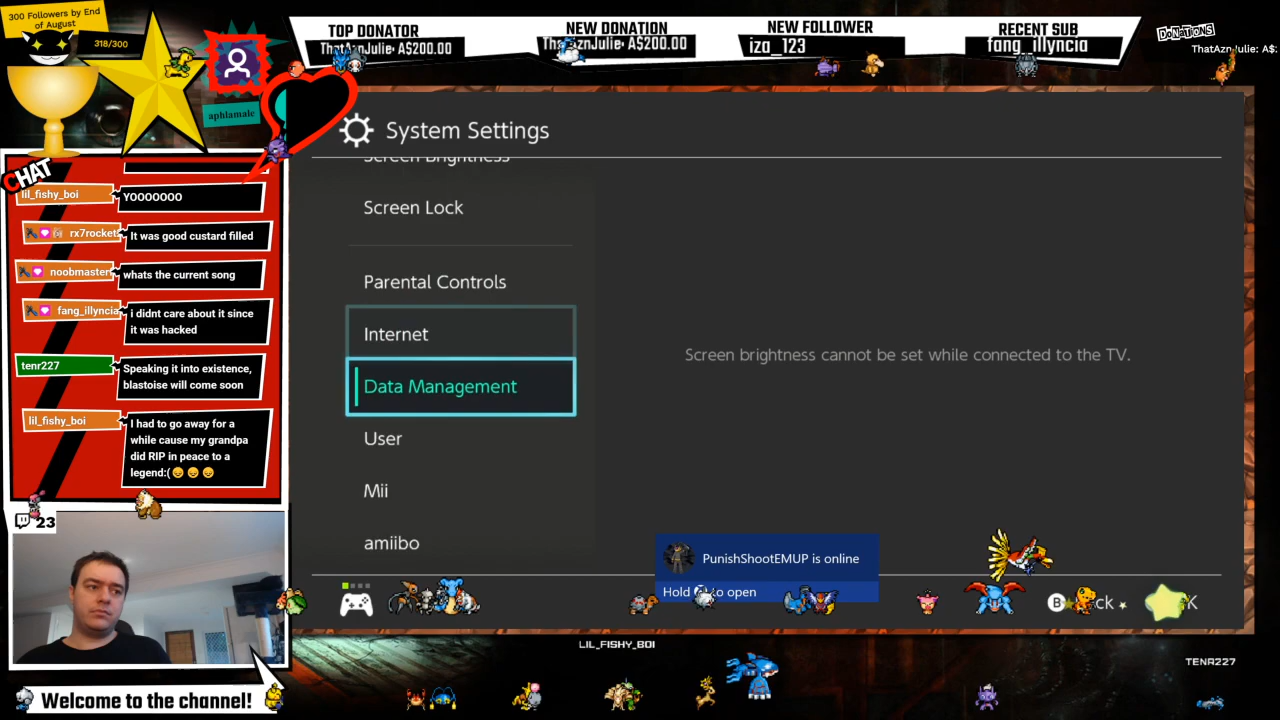 300 Followers by End
of August
318/300
TOP DONATOR
ThatAznJulie: A$200.00
NEW DONATION
NEW FOLLOWER
iza_123
RECENT SUB
fang_illyncia
DONATIONS
aphlamale
System Settings
Screen Brightness
Screen Lock
Parental Controls
Internet
Data Management
User
Mii
amiibo
Screen brightness cannot be set while connected to the TV.
PunishShootEMUP is online
Hold to open
CHAT
lil_fishy_boi
YOOOOOOO
rx7rocket
It was good custard filled
noobmaster
whats the current song
fang_illyncia
i didnt care about it since
it was hacked
tenr227
Speaking it into existence,
blastoise will come soon
lil_fishy_boi
I had to go away for a
while cause my grandpa
did RIP in peace to a
legend:(
23
Welcome to the channel!
LIL_FISHY_BOI
TENR227